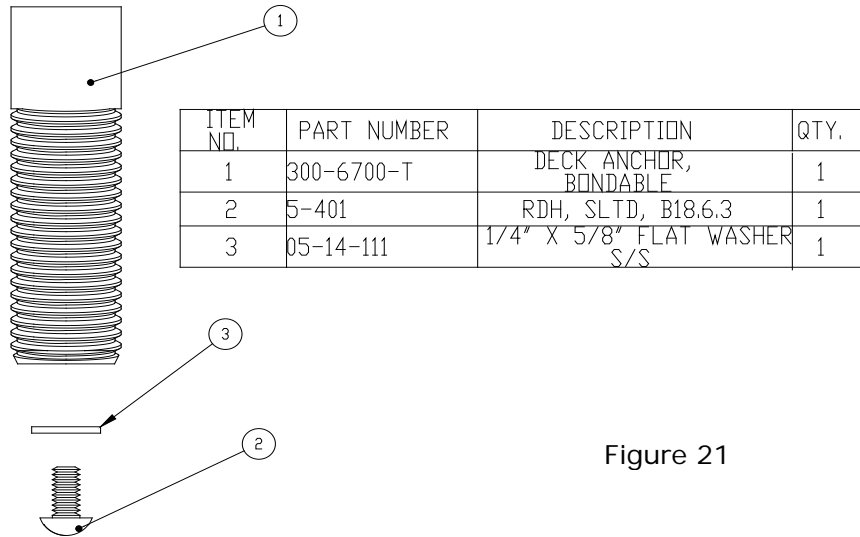 1
ITEM NO. PART NUMBER DESCRIPTION QTY.
1 300-6700-T DECK ANCHOR, BONDABLE 1
2 5-401 RDH, SLTD, B18.6.3 1
3 05-14-111 1/4" X 5/8" FLAT WASHER S/S 1
3
2
Figure 21